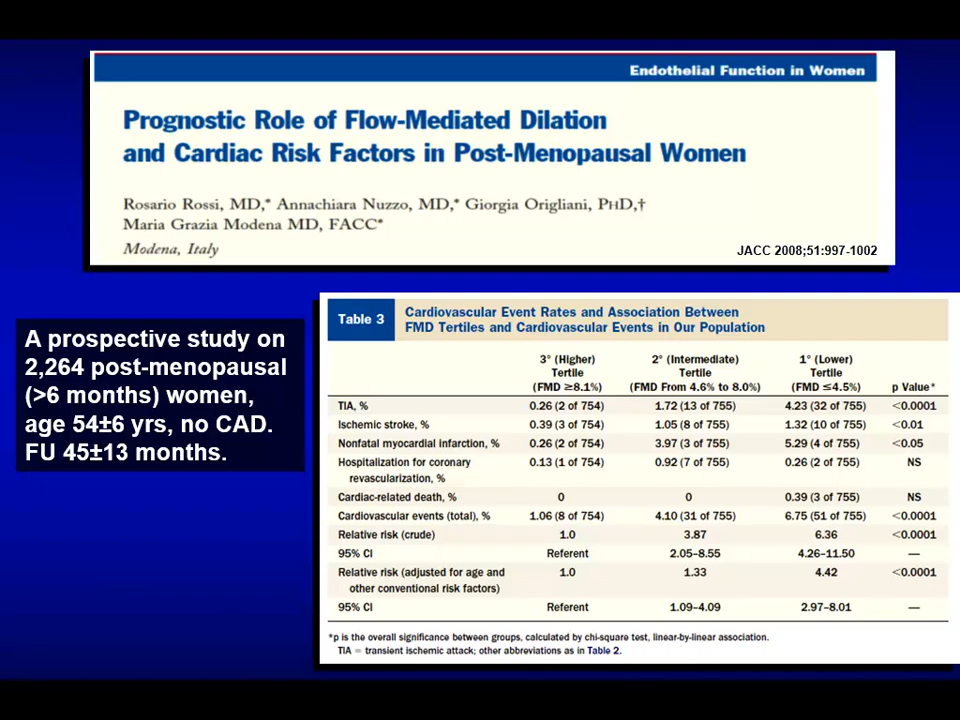 Endothelial Function in Women
Prognostic Role of Flow-Mediated Dilation
and Cardiac Risk Factors in Post-Menopausal Women
Rosario Rossi, MD,* Annachiara Nuzzo, MD,* Giorgia Origliani, PHD,†
Maria Grazia Modena MD, FACC*
Modena, Italy
JACC 2008;51:997-1002
A prospective study on
2,264 post-menopausal
(>6 months) women,
age 54±6 yrs, no CAD.
FU 45±13 months.
Table 3 Cardiovascular Event Rates and Association Between
FMD Tertiles and Cardiovascular Events in Our Population
3° (Higher) 2° (Intermediate) 1° (Lower)
Tertile Tertile Tertile
(FMD ≥8.1%) (FMD From 4.6% to 8.0%) (FMD ≤4.5%) p Value*
TIA, % 0.26 (2 of 754) 1.72 (13 of 755) 4.23 (32 of 755) <0.0001
Ischemic stroke, % 0.39 (3 of 754) 1.05 (8 of 755) 1.32 (10 of 755) <0.01
Nonfatal myocardial infarction, % 0.26 (2 of 754) 3.97 (3 of 755) 5.29 (4 of 755) <0.05
Hospitalization for coronary 0.13 (1 of 754) 0.92 (7 of 755) 0.26 (2 of 755) NS
revascularization, %
Cardiac-related death, % 0 0 0.39 (3 of 755) NS
Cardiovascular events (total), % 1.06 (8 of 754) 4.10 (31 of 755) 6.75 (51 of 755) <0.0001
Relative risk (crude) 1.0 3.87 6.36 <0.0001
95% CI Referent 2.05–8.55 4.26–11.50 —
Relative risk (adjusted for age and 1.0 1.33 4.42 <0.0001
other conventional risk factors)
95% CI Referent 1.09–4.09 2.97–8.01 —
*p is the overall significance between groups, calculated by chi-square test, linear-by-linear association.
TIA = transient ischemic attack; other abbreviations as in Table 2.